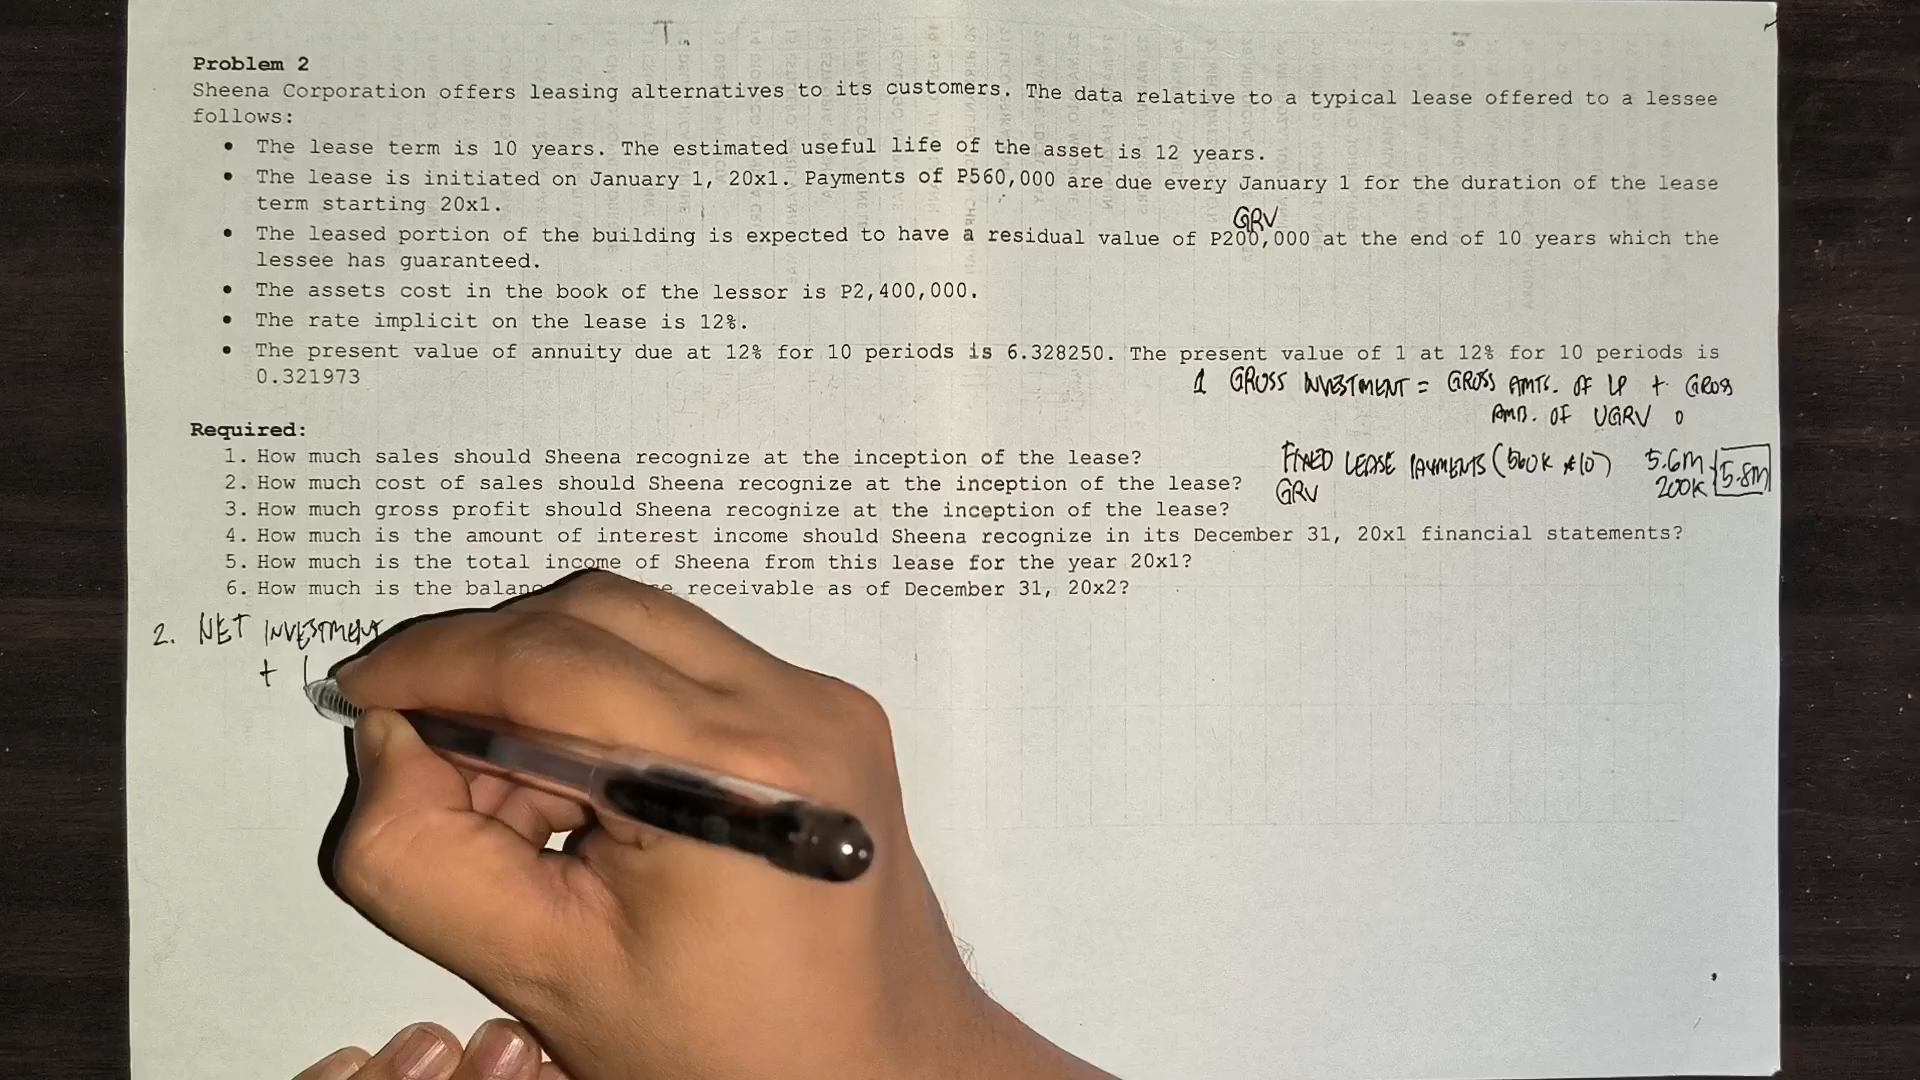 Problem 2
Sheena Corporation offers leasing alternatives to its customers. The data relative to a typical lease offered to a lessee
follows:
• The lease term is 10 years. The estimated useful life of the asset is 12 years.
• The lease is initiated on January 1, 20x1. Payments of P560,000 are due every January 1 for the duration of the lease
term starting 20x1.
GRV
• The leased portion of the building is expected to have a residual value of P200,000 at the end of 10 years which the
lessee has guaranteed.
• The assets cost in the book of the lessor is P2,400,000.
• The rate implicit on the lease is 12%.
• The present value of annuity due at 12% for 10 periods is 6.328250. The present value of 1 at 12% for 10 periods is
0.321973
1 GROSS INVESTMENT = GROSS AMTS. OF LP + GROSS
OF UGRV 0
Required:
1. How much sales should Sheena recognize at the inception of the lease?
FIXED LEASE PAYMENTS (560K *10) 5.6M
2. How much cost of sales should Sheena recognize at the inception of the lease?
GRV 200K 5.8M
3. How much gross profit should Sheena recognize at the inception of the lease?
4. How much is the amount of interest income should Sheena recognize in its December 31, 20x1 financial statements?
5. How much is the total income of Sheena from this lease for the year 20x1?
6. How much is the receivable as of December 31, 20x2?
2. NET INVESTMENT
+